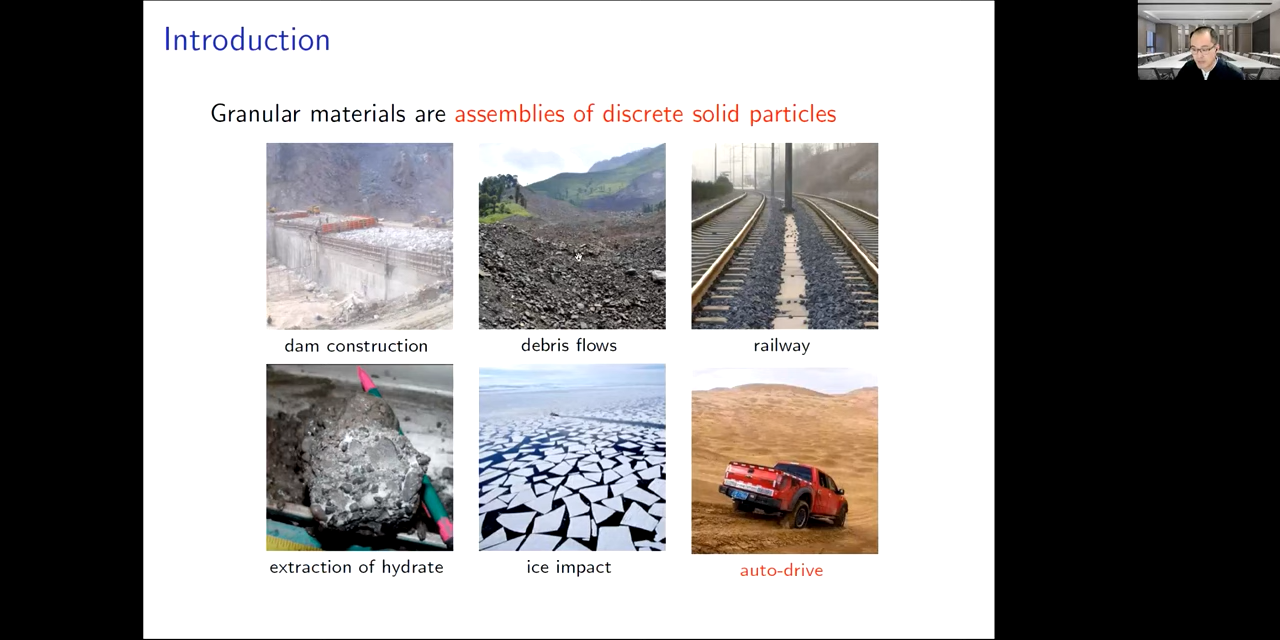 Introduction
Granular materials are assemblies of discrete solid particles
dam construction
debris flows
railway
extraction of hydrate
ice impact
auto-drive